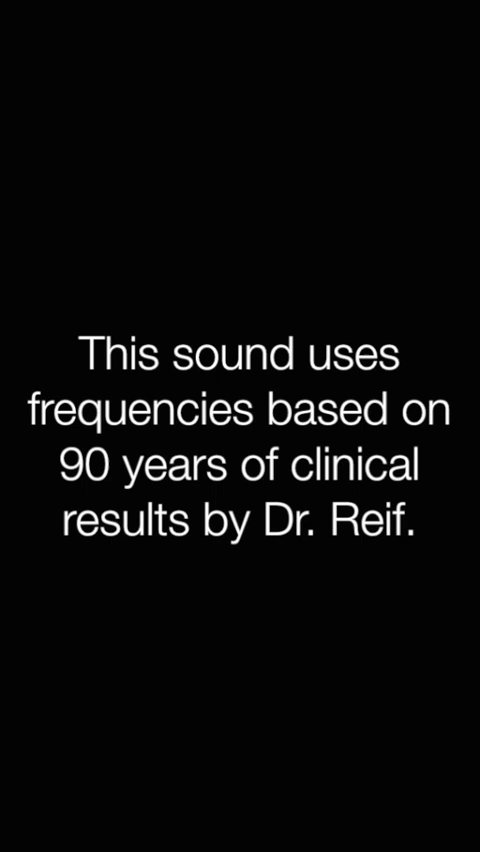 This sound uses
frequencies based on
90 years of clinical
results by Dr. Reif.